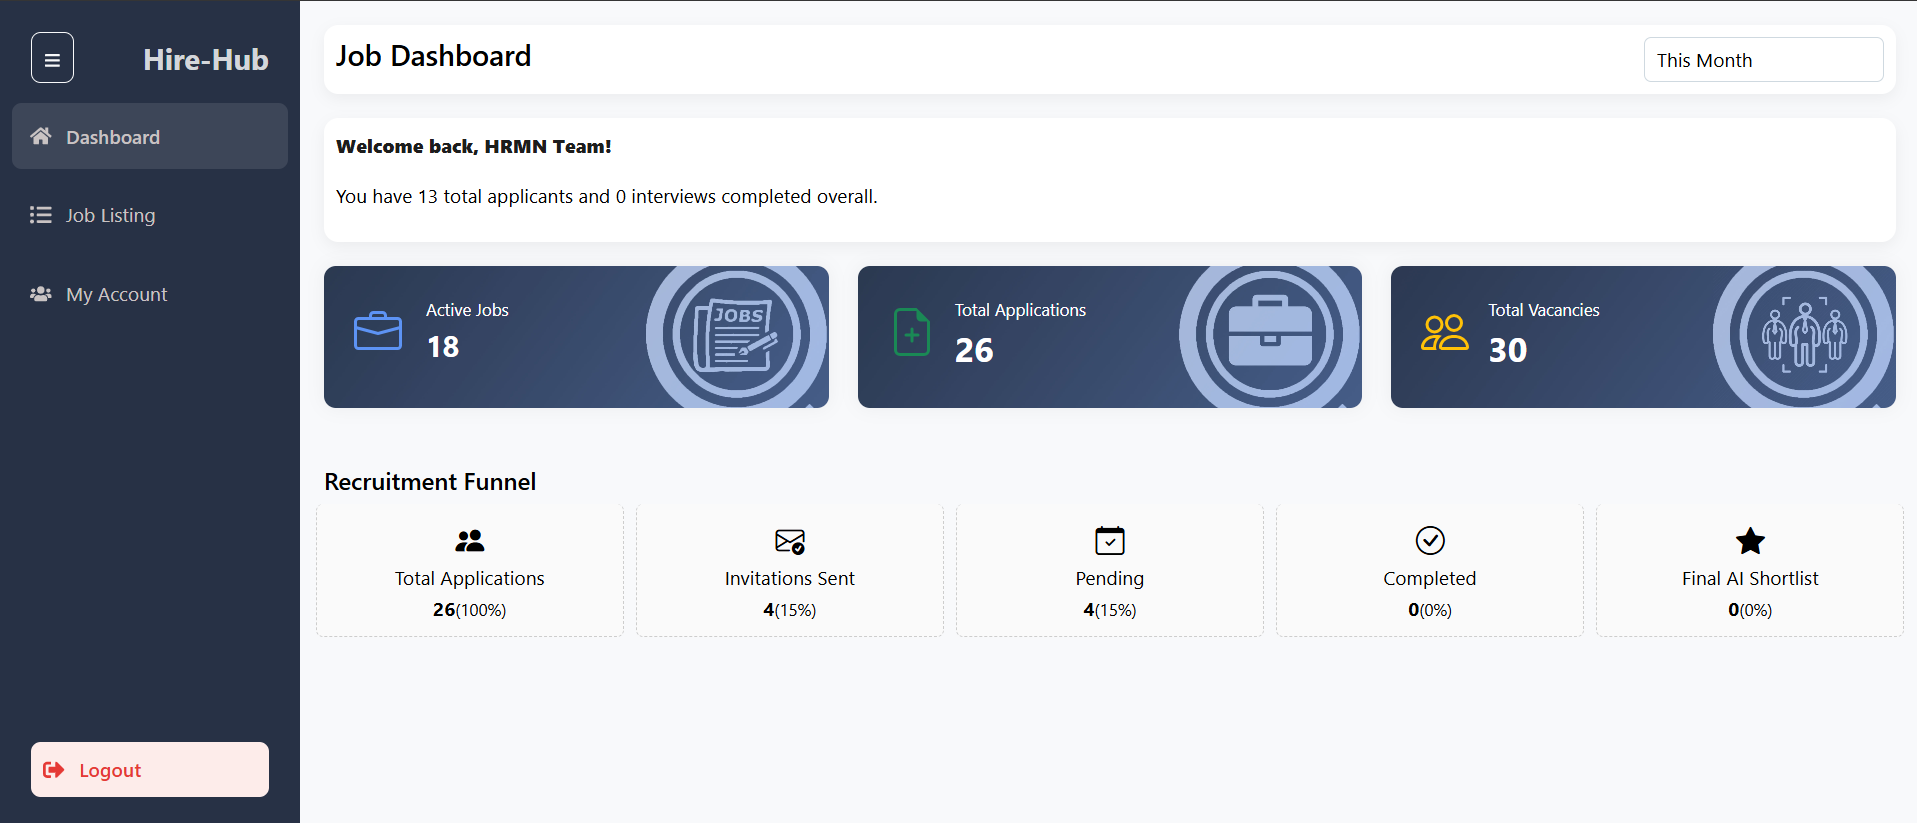 Hire-Hub
Dashboard
Job Listing
My Account
Logout
Job Dashboard
This Month
Welcome back, HRMN Team!
You have 13 total applicants and 0 interviews completed overall.
Active Jobs
18
JOBS
Total Applications
26
Total Vacancies
30
Recruitment Funnel
Total Applications
26(100%)
Invitations Sent
4(15%)
Pending
4(15%)
Completed
0(0%)
Final AI Shortlist
0(0%)